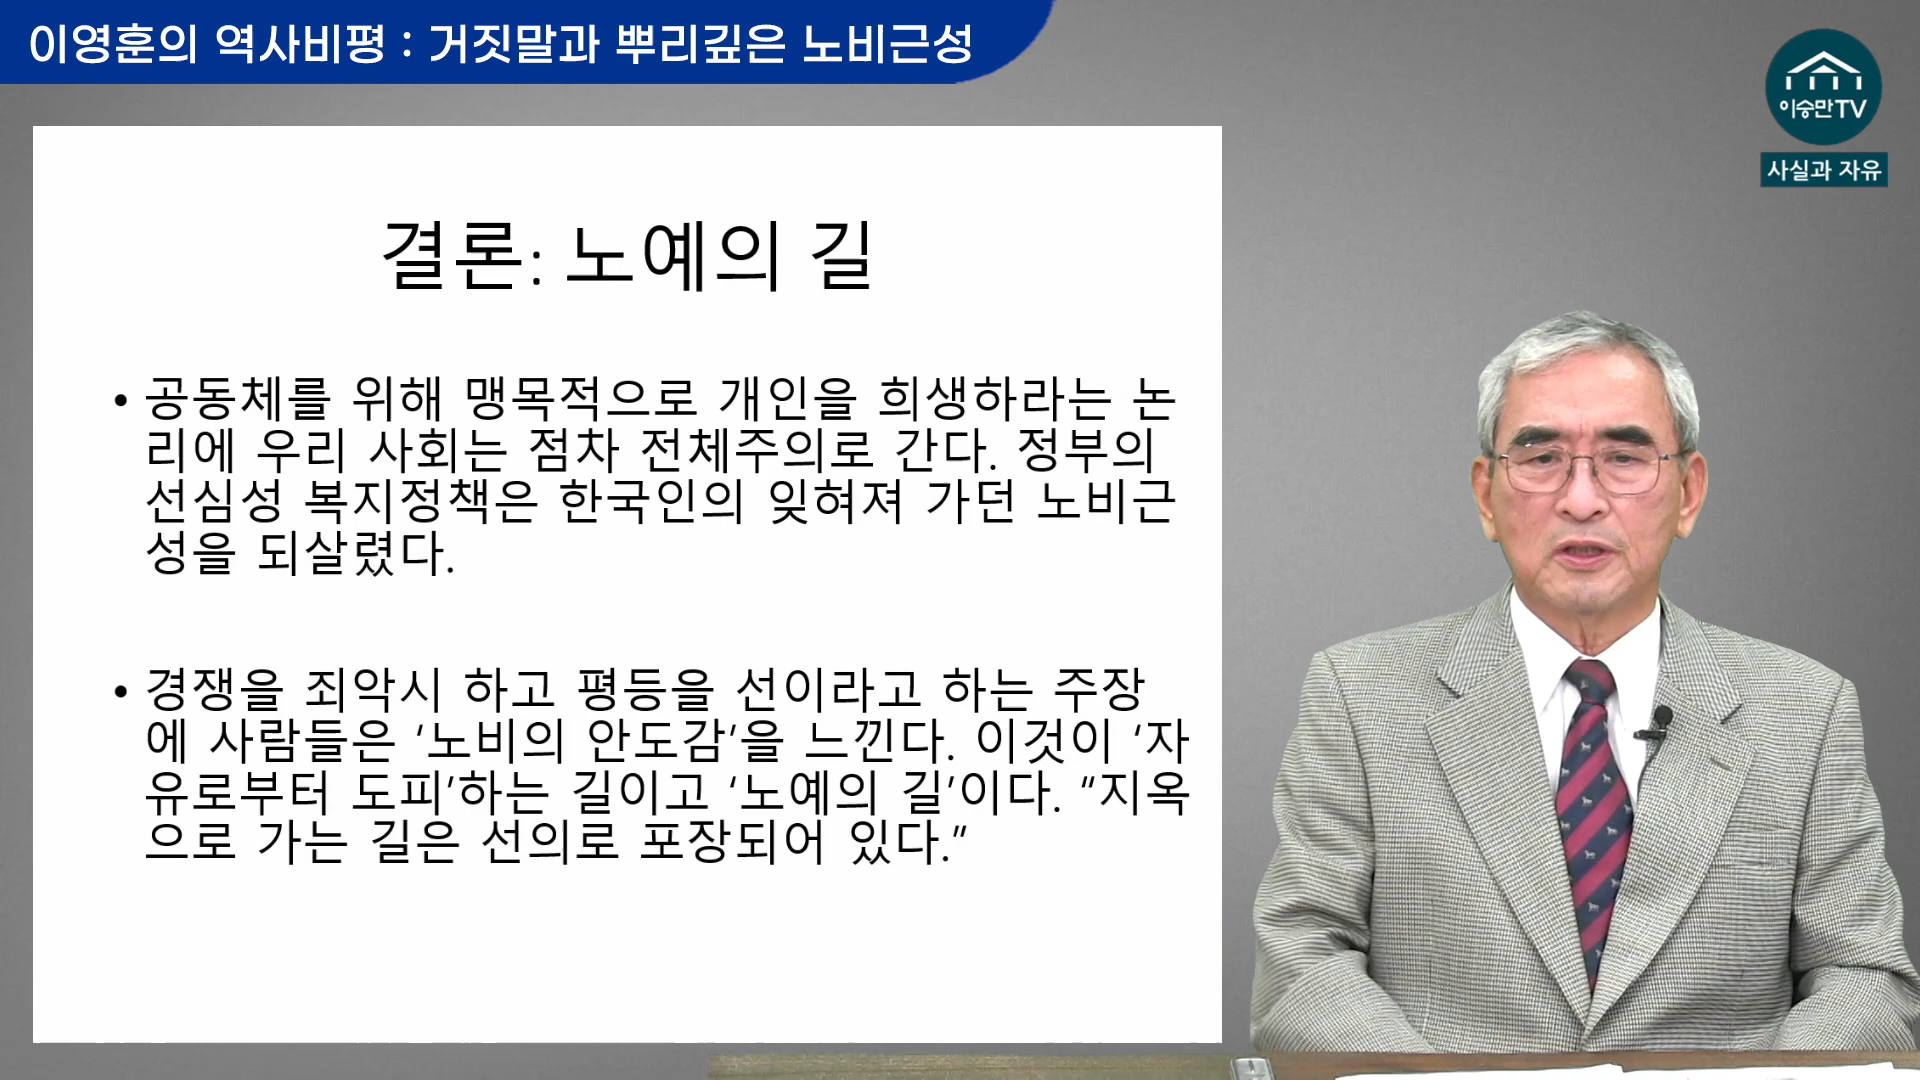 이영훈의 역사비평 : 거짓말과 뿌리깊은 노비근성
이승만TV
사실과 자유
결론: 노예의 길
• 공동체를 위해 맹목적으로 개인을 희생하라는 논
리에 우리 사회는 점차 전체주의로 간다. 정부의
선심성 복지정책은 한국인의 잊혀져 가던 노비근
성을 되살렸다.
• 경쟁을 죄악시 하고 평등을 선이라고 하는 주장
에 사람들은 ‘노비의 안도감’을 느낀다. 이것이 ‘자
유로부터 도피’하는 길이고 ‘노예의 길’이다. “지옥
으로 가는 길은 선의로 포장되어 있다.”